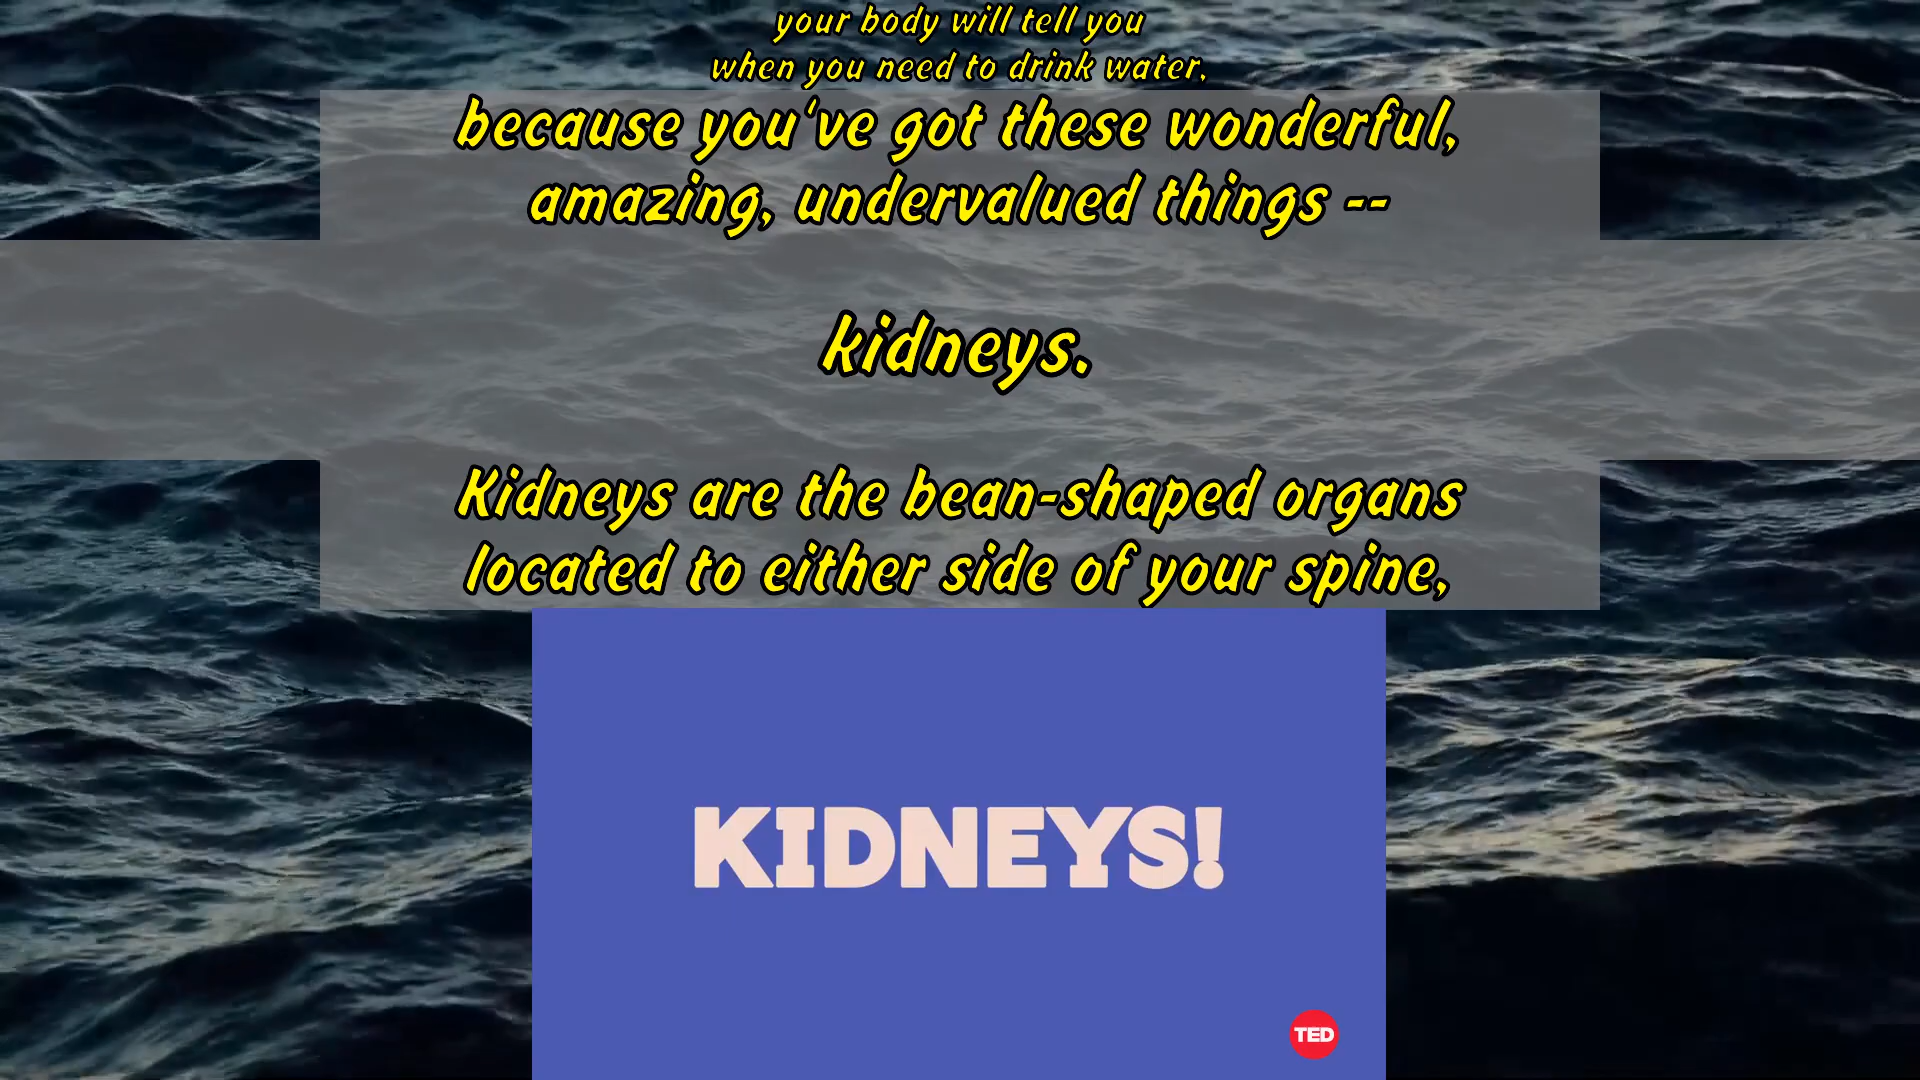 your body will tell you
when you need to drink water,
because you've got these wonderful,
amazing, undervalued things --
kidneys.
Kidneys are the bean-shaped organs
located to either side of your spine,
KIDNEYS!
TED